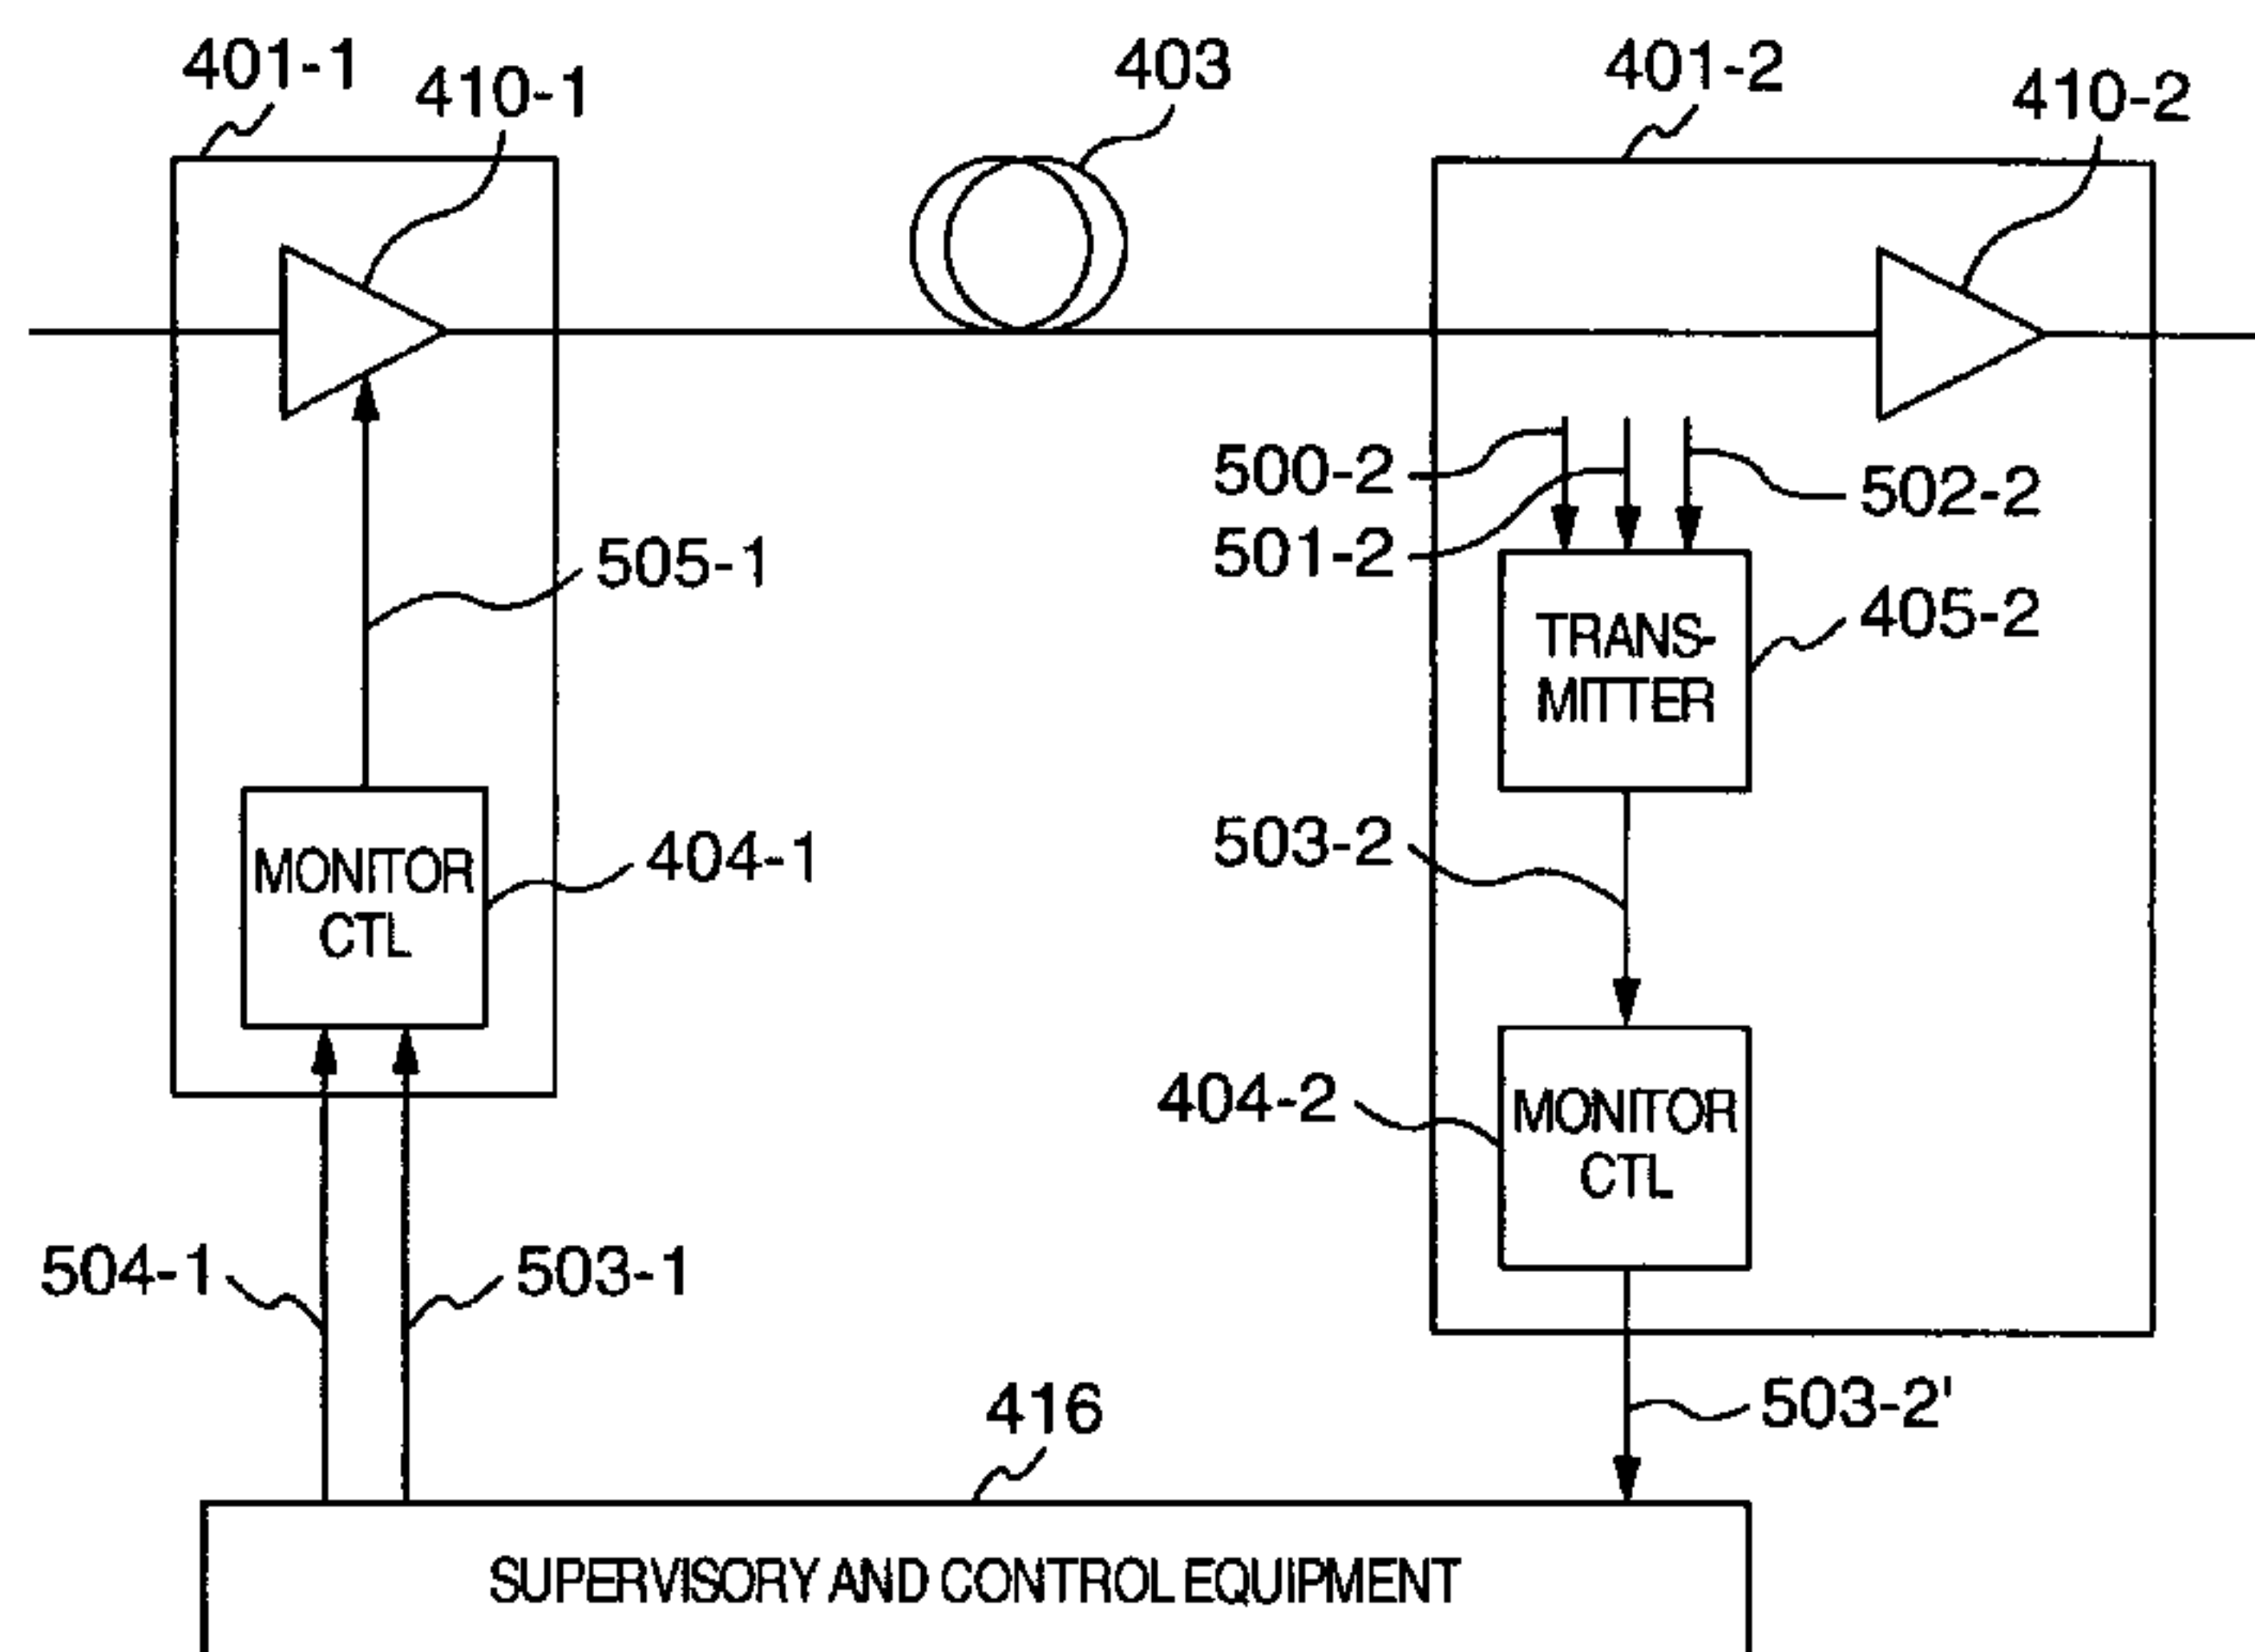 401-1
410-1
403
401-2
410-2
500-2
502-2
501-2
505-1
405-2
TRANS-
MITTER
503-2
404-1
MONITOR
CTL
404-2
MONITOR
CTL
504-1
503-1
416
503-2'
SUPERVISORY AND CONTROL EQUIPMENT